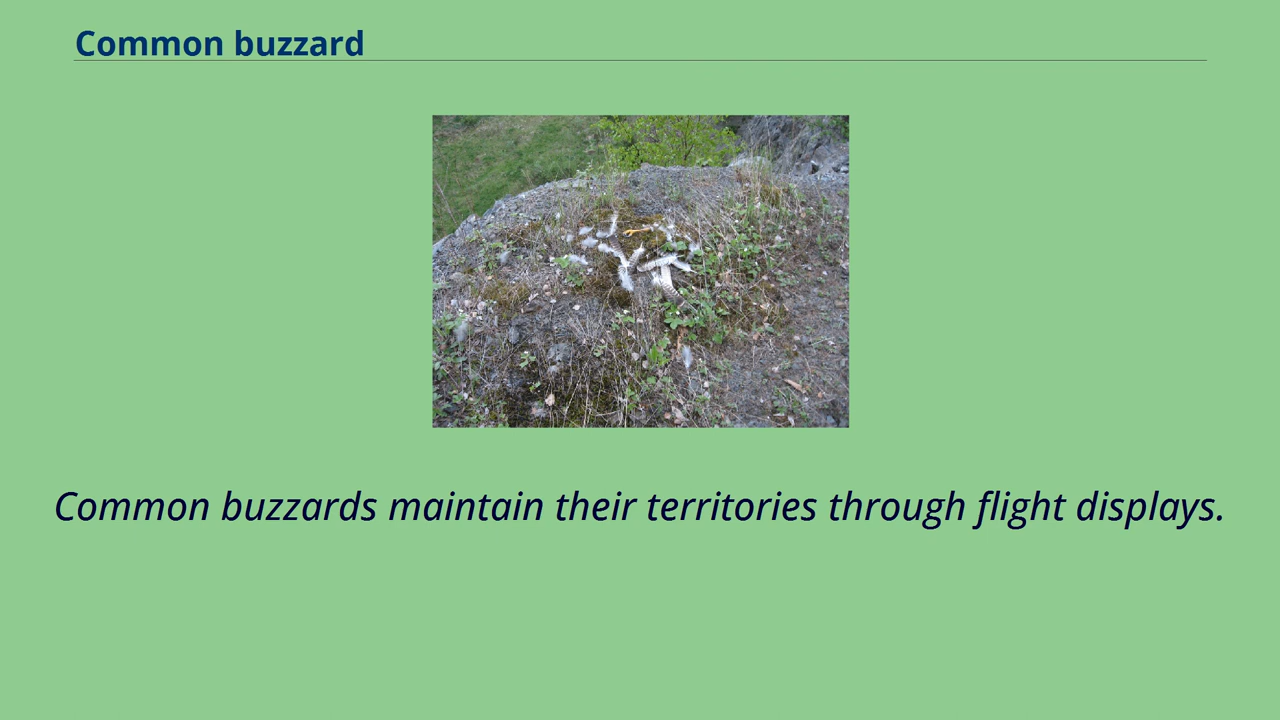 Common buzzard
Common buzzards maintain their territories through flight displays.